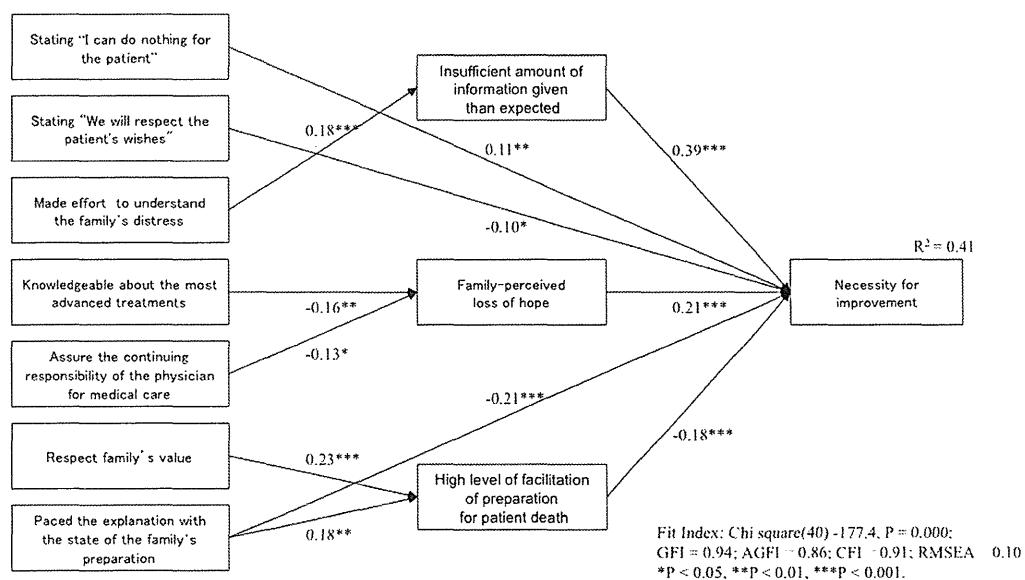 Stating "I can do nothing for
the patient"
Stating "We will respect the
patient's wishes"
Made effort to understand
the family's distress
Knowledgeable about the most
advanced treatments
Assure the continuing
responsibility of the physician
for medical care
Respect family's value
Paced the explanation with
the state of the family's
preparation
Insufficient amount of
information given
than expected
Family-perceived
loss of hope
High level of facilitation
of preparation
for patient death
0.18***
0.11**
-0.10*
-0.16**
-0.13*
-0.21***
0.23***
0.18**
0.39***
0.21***
-0.18***
R² = 0.41
Necessity for
improvement
Fit Index: Chi square(40) -177.4, P = 0.000;
GFI = 0.94; AGFI = 0.86; CFI = 0.91; RMSEA 0.10
*P < 0.05, **P < 0.01, ***P < 0.001.